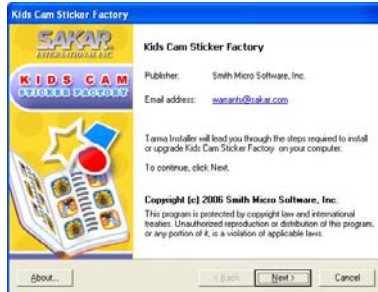 Kids Cam Sticker Factory
SAKAR
INTERNATIONAL INC
KIDS CAM
STICKER FACTORY
Kids Cam Sticker Factory
Publisher: Smith Micro Software, Inc.
Email address: warranty@sakar.com
Tarma Installer will lead you through the steps required to install
or upgrade Kids Cam Sticker Factory on your computer.
To continue, click Next.
Copyright (c) 2006 Smith Micro Software, Inc.
This program is protected by copyright law and international
treaties. Unauthorized reproduction or distribution of this program,
or any portion of it, is a violation of applicable laws.
About... < Back Next > Cancel